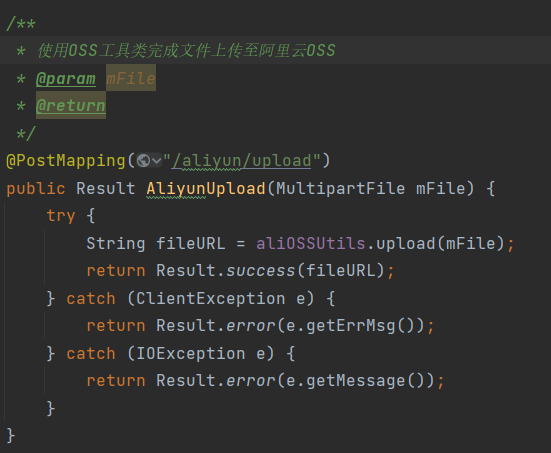 /**
 * 使用OSS工具类完成文件上传至阿里云OSS
 * @param mFile
 * @return
 */
@PostMapping("/aliyun/upload")
public Result AliyunUpload(MultipartFile mFile) {
    try {
        String fileURL = aliOSSUtils.upload(mFile);
        return Result.success(fileURL);
    } catch (ClientException e) {
        return Result.error(e.getErrMsg());
    } catch (IOException e) {
        return Result.error(e.getMessage());
    }
}